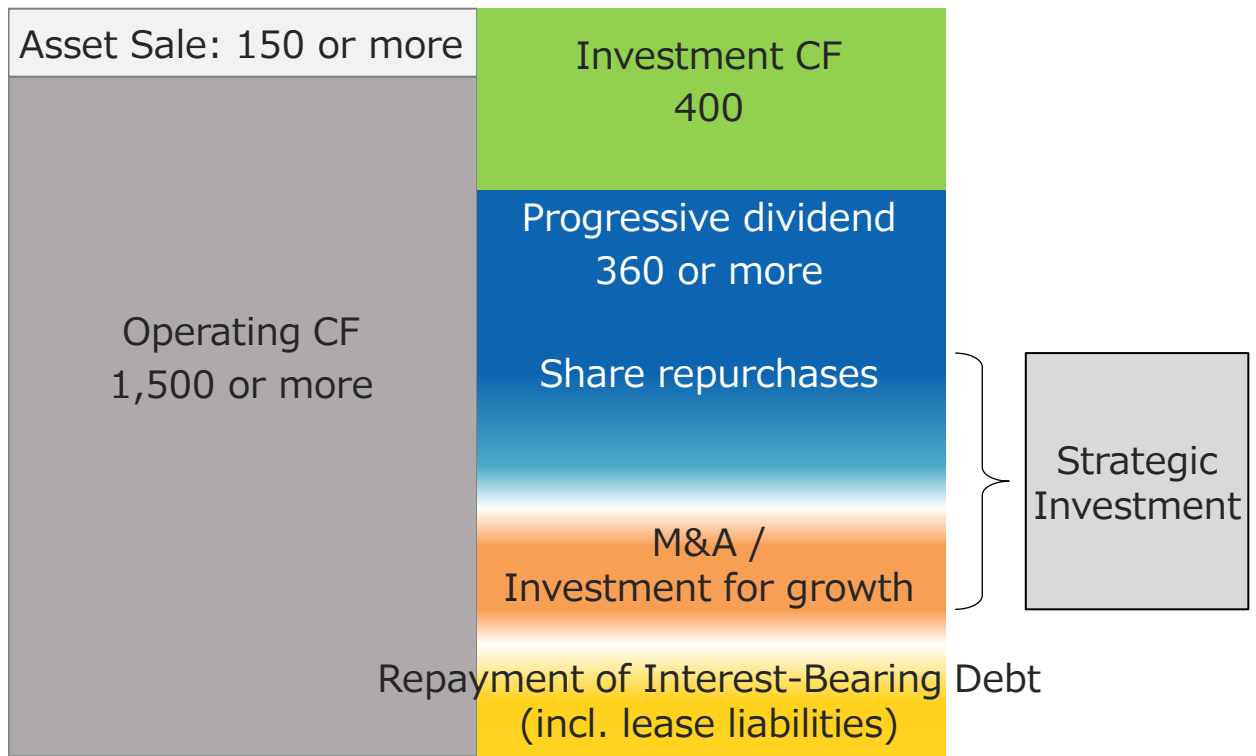 Asset Sale: 150 or more
Operating CF
1,500 or more
Investment CF
400
Progressive dividend
360 or more
Share repurchases
M&A /
Investment for growth
Repayment of Interest-Bearing Debt
(incl. lease liabilities)
Strategic
Investment